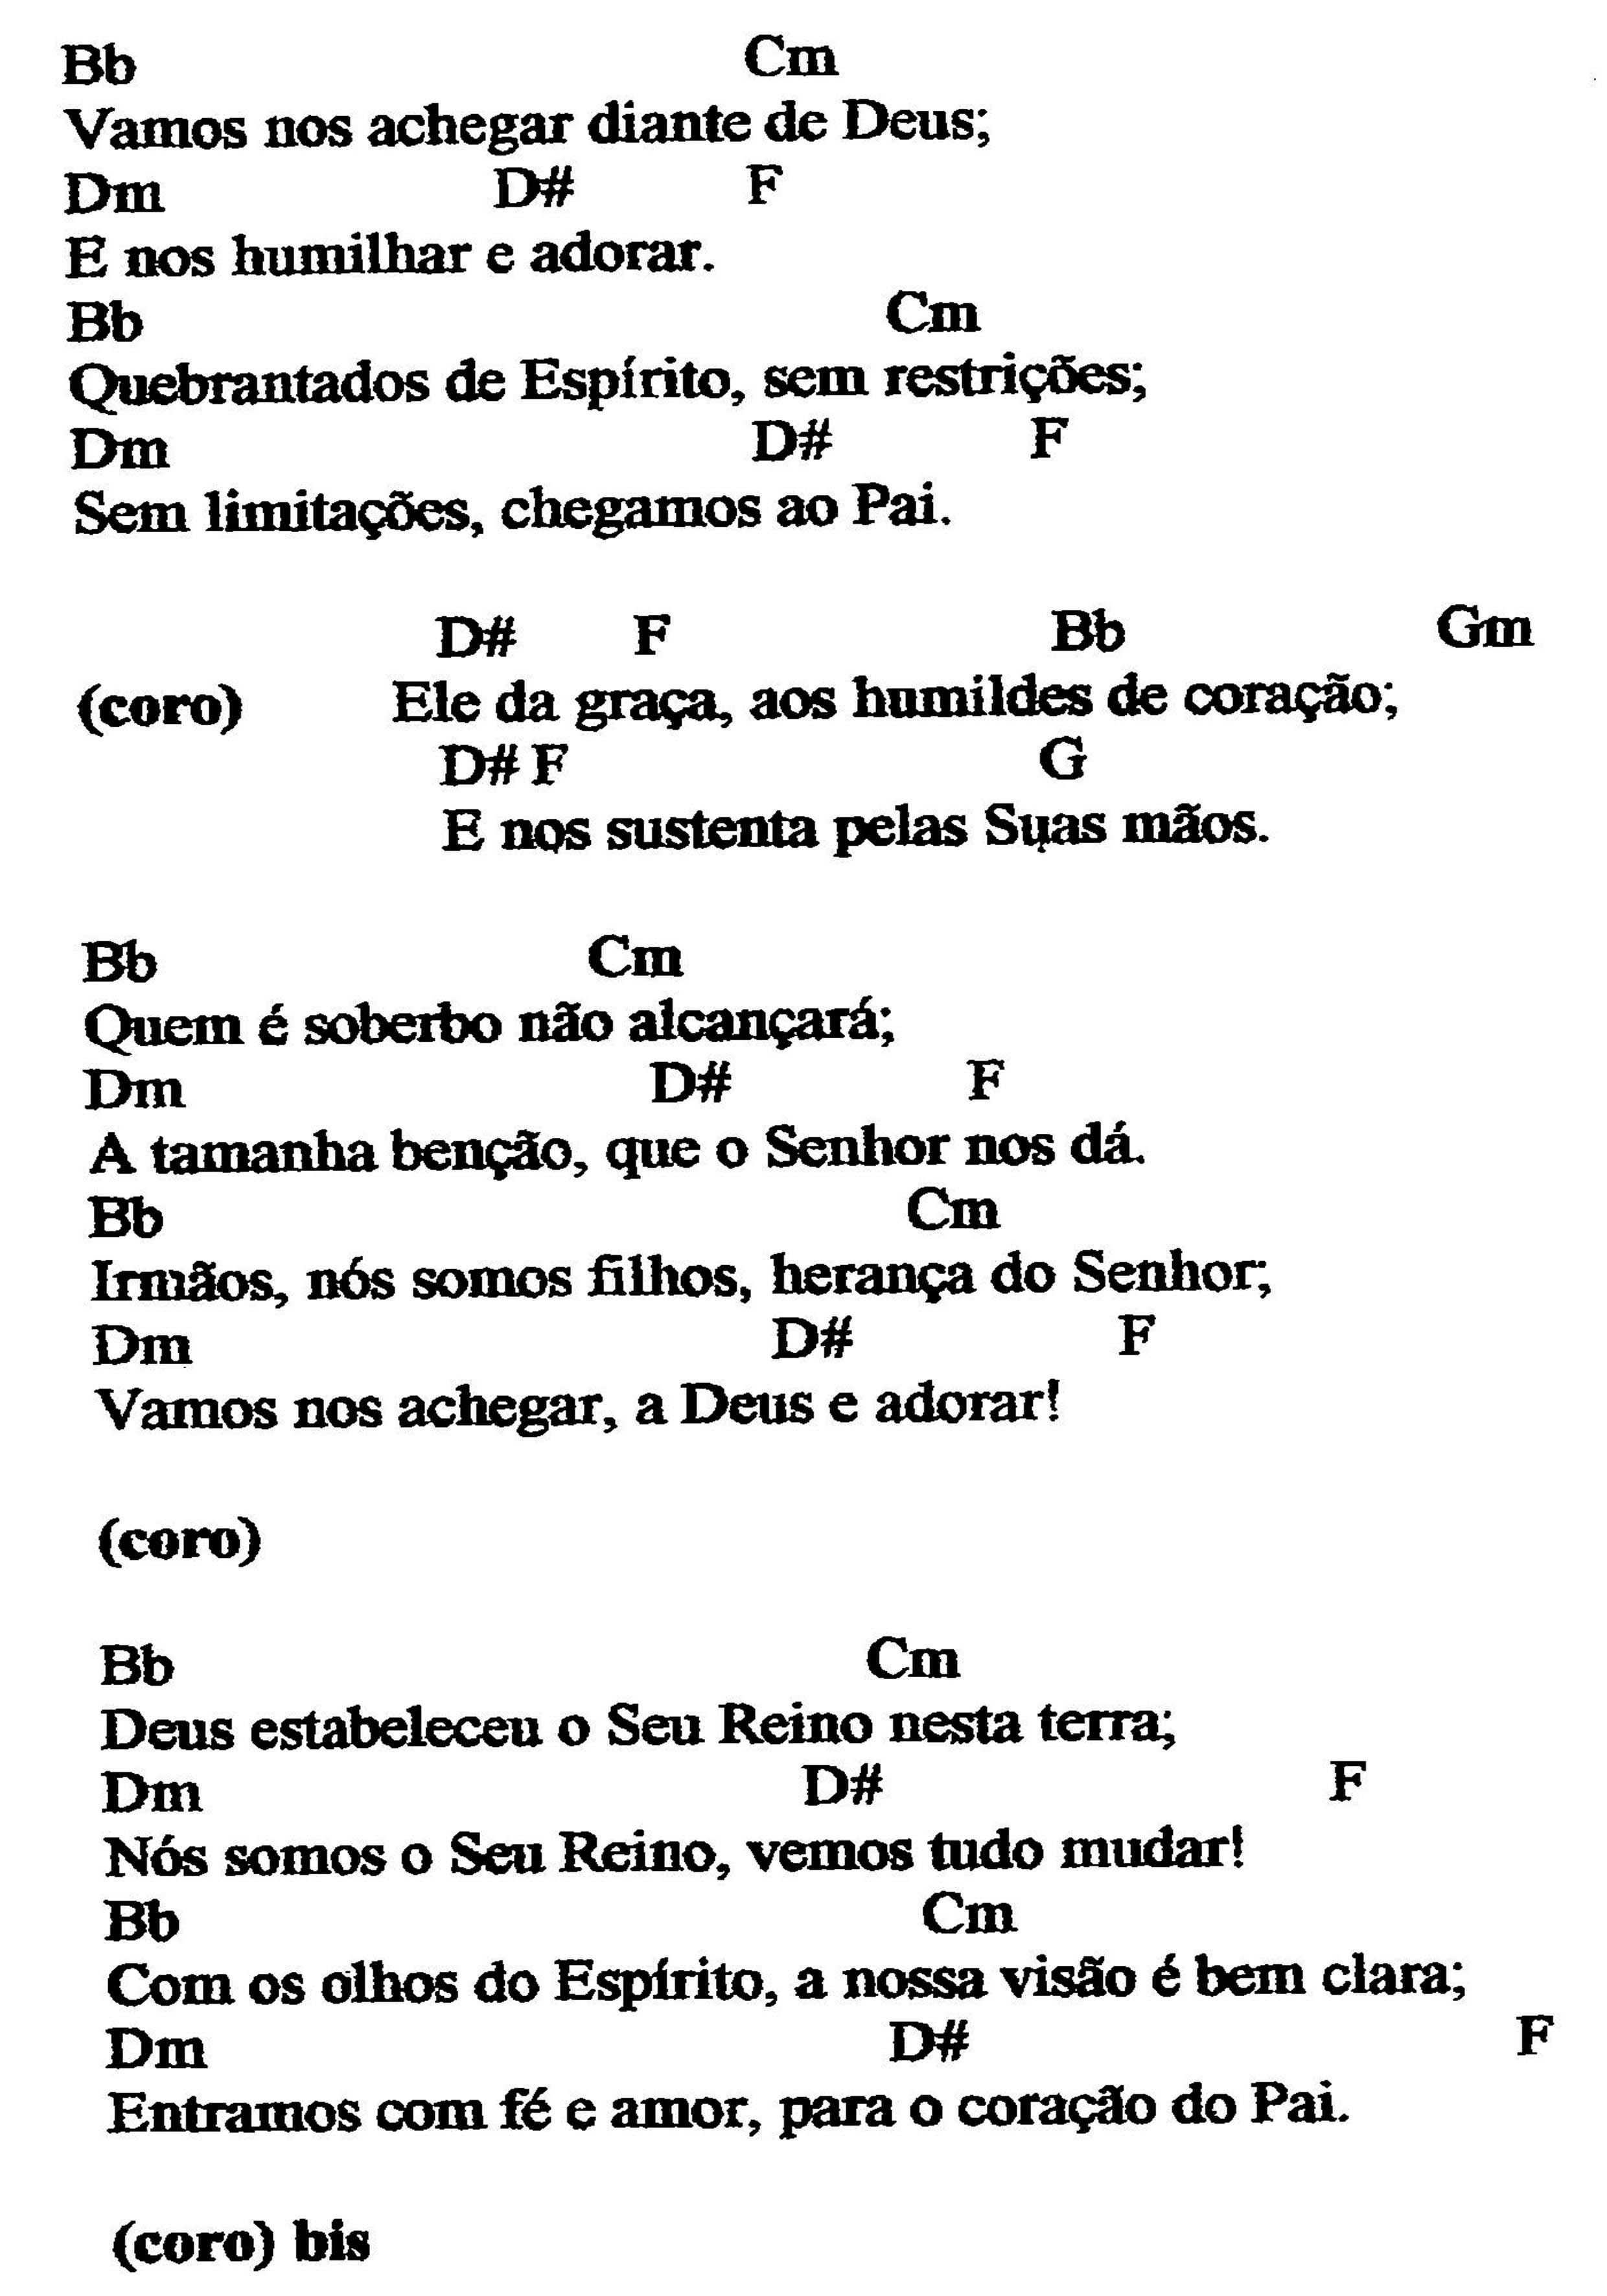 Bb Cm
Vamos nos achegar diante de Deus;
Dm D# F
E nos humilhar e adorar.
Bb Cm
Quebrantados de Espírito, sem restrições;
Dm D# F
Sem limitações, chegamos ao Pai.
D# F Bb Gm
(coro) Ele da graça, aos humildes de coração;
D# F G
E nos sustenta pelas Suas mãos.
Bb Cm
Quem é soberbo não alcançará;
Dm D# F
A tamanha benção, que o Senhor nos dá.
Bb Cm
Irmãos, nós somos filhos, herança do Senhor;
Dm D# F
Vamos nos achegar, a Deus e adorar!
(coro)
Bb Cm
Deus estabeleceu o Seu Reino nesta terra;
Dm D# F
Nós somos o Seu Reino, vemos tudo mudar!
Bb Cm
Com os olhos do Espírito, a nossa visão é bem clara;
Dm D# F
Entramos com fé e amor, para o coração do Pai.
(coro) bis